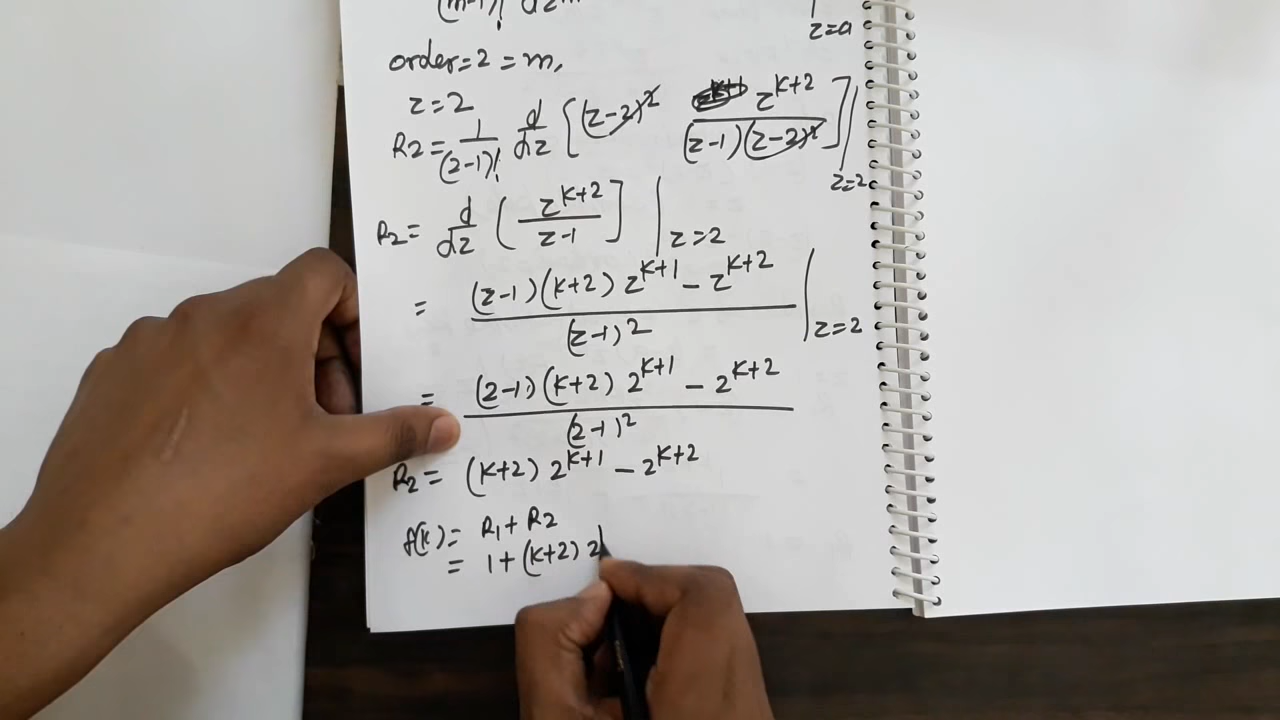 (m-1)! dzm z=a
order=2 = m,
z=2
R2 = 1/(2-1)! d/dz [(z-2)^2 z^k+2/(z-1)(z-2)^2]|z=2
R2 = d/dz (z^k+2/z-1]|z=2
= (z-1)(k+2) z^k+1 - z^k+2/(z-1)^2|z=2
= (2-1)(k+2) 2^k+1 - 2^k+2/(2-1)^2
R2 = (k+2) 2^k+1 - 2^k+2
f(k) = R1 + R2
= 1 + (k+2) 2